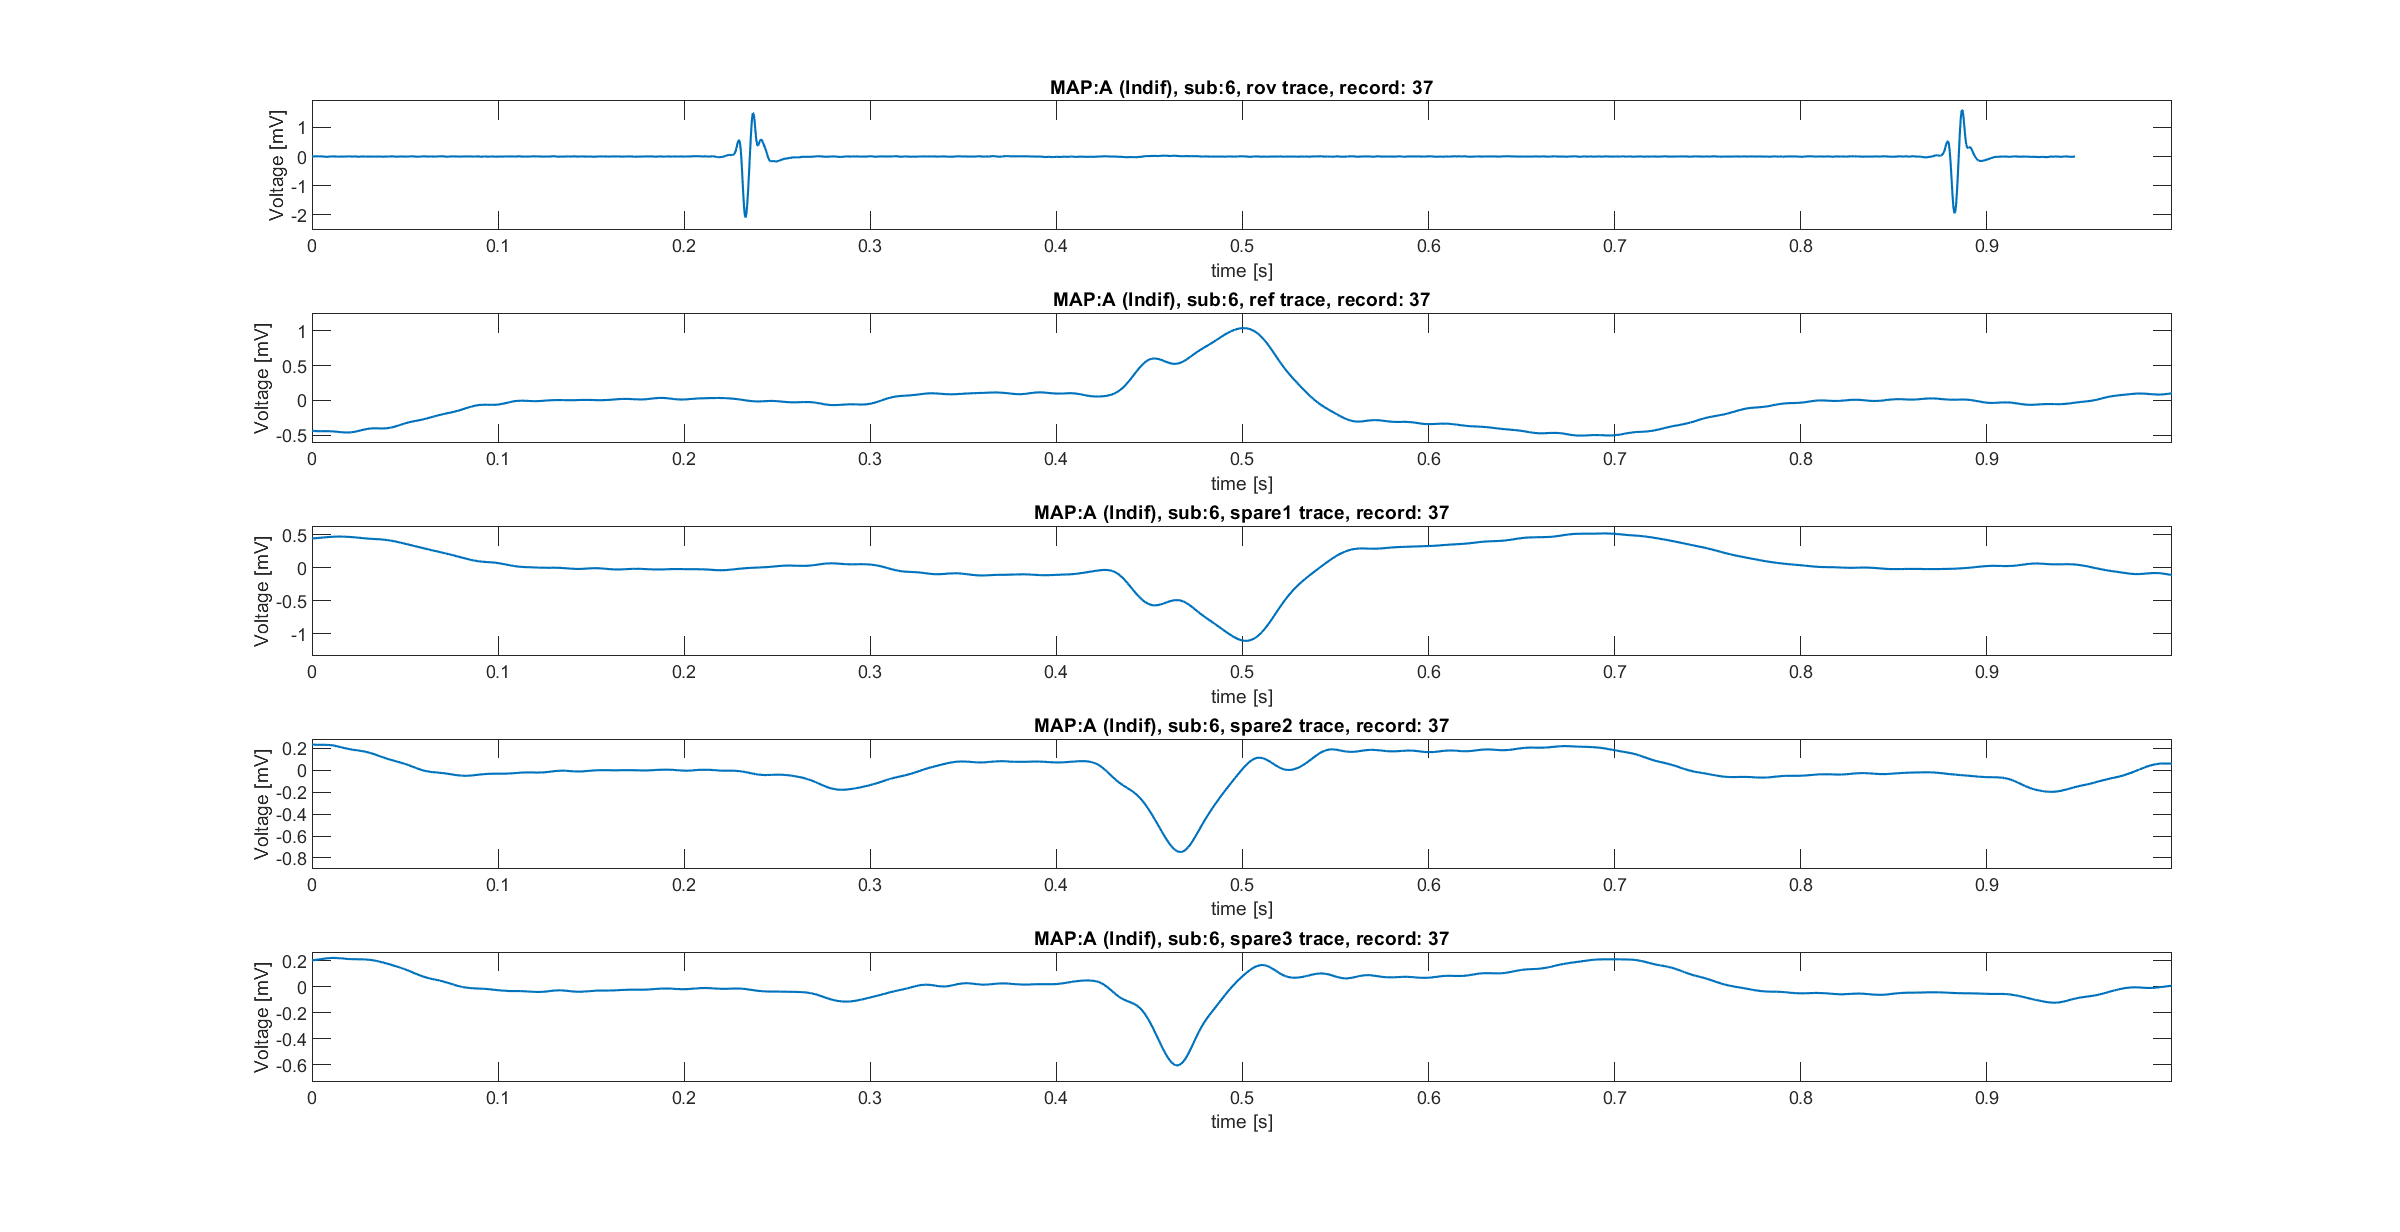 MAP:A (Indif), sub:6, rov trace, record: 37
Voltage [mV]
1
0
-1
-2
0 0.1 0.2 0.3 0.4 0.5 0.6 0.7 0.8 0.9
time [s]
MAP:A (Indif), sub:6, ref trace, record: 37
Voltage [mV]
1
0.5
0
-0.5
0 0.1 0.2 0.3 0.4 0.5 0.6 0.7 0.8 0.9
time [s]
MAP:A (Indif), sub:6, spare1 trace, record: 37
Voltage [mV]
0.5
0
-0.5
-1
0 0.1 0.2 0.3 0.4 0.5 0.6 0.7 0.8 0.9
time [s]
MAP:A (Indif), sub:6, spare2 trace, record: 37
Voltage [mV]
0.2
0
-0.2
-0.4
-0.6
-0.8
0 0.1 0.2 0.3 0.4 0.5 0.6 0.7 0.8 0.9
time [s]
MAP:A (Indif), sub:6, spare3 trace, record: 37
Voltage [mV]
0.2
0
-0.2
-0.4
-0.6
0 0.1 0.2 0.3 0.4 0.5 0.6 0.7 0.8 0.9
time [s]